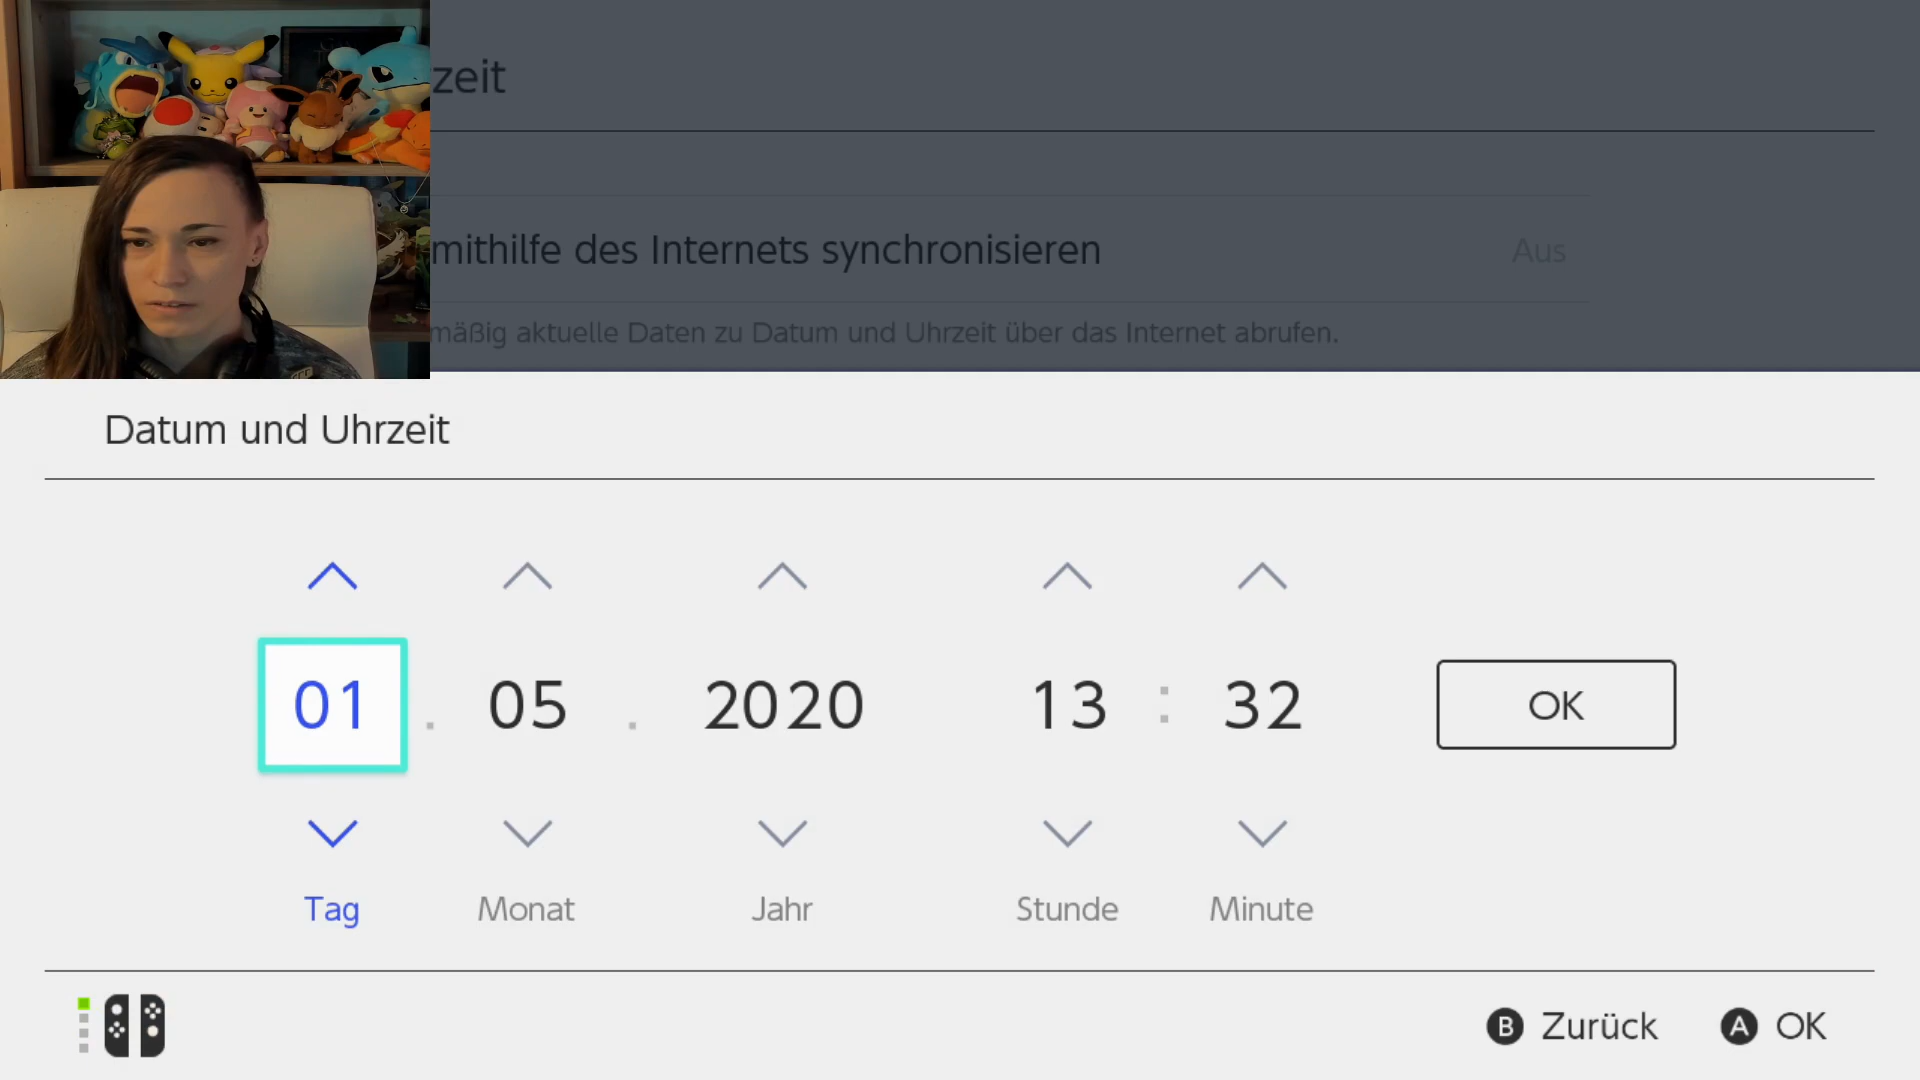 zeit
mithilfe des Internets synchronisieren Aus
mäßig aktuelle Daten zu Datum und Uhrzeit über das Internet abrufen.
Datum und Uhrzeit
01 . 05 . 2020 13 : 32 OK
Tag Monat Jahr Stunde Minute
B Zurück A OK